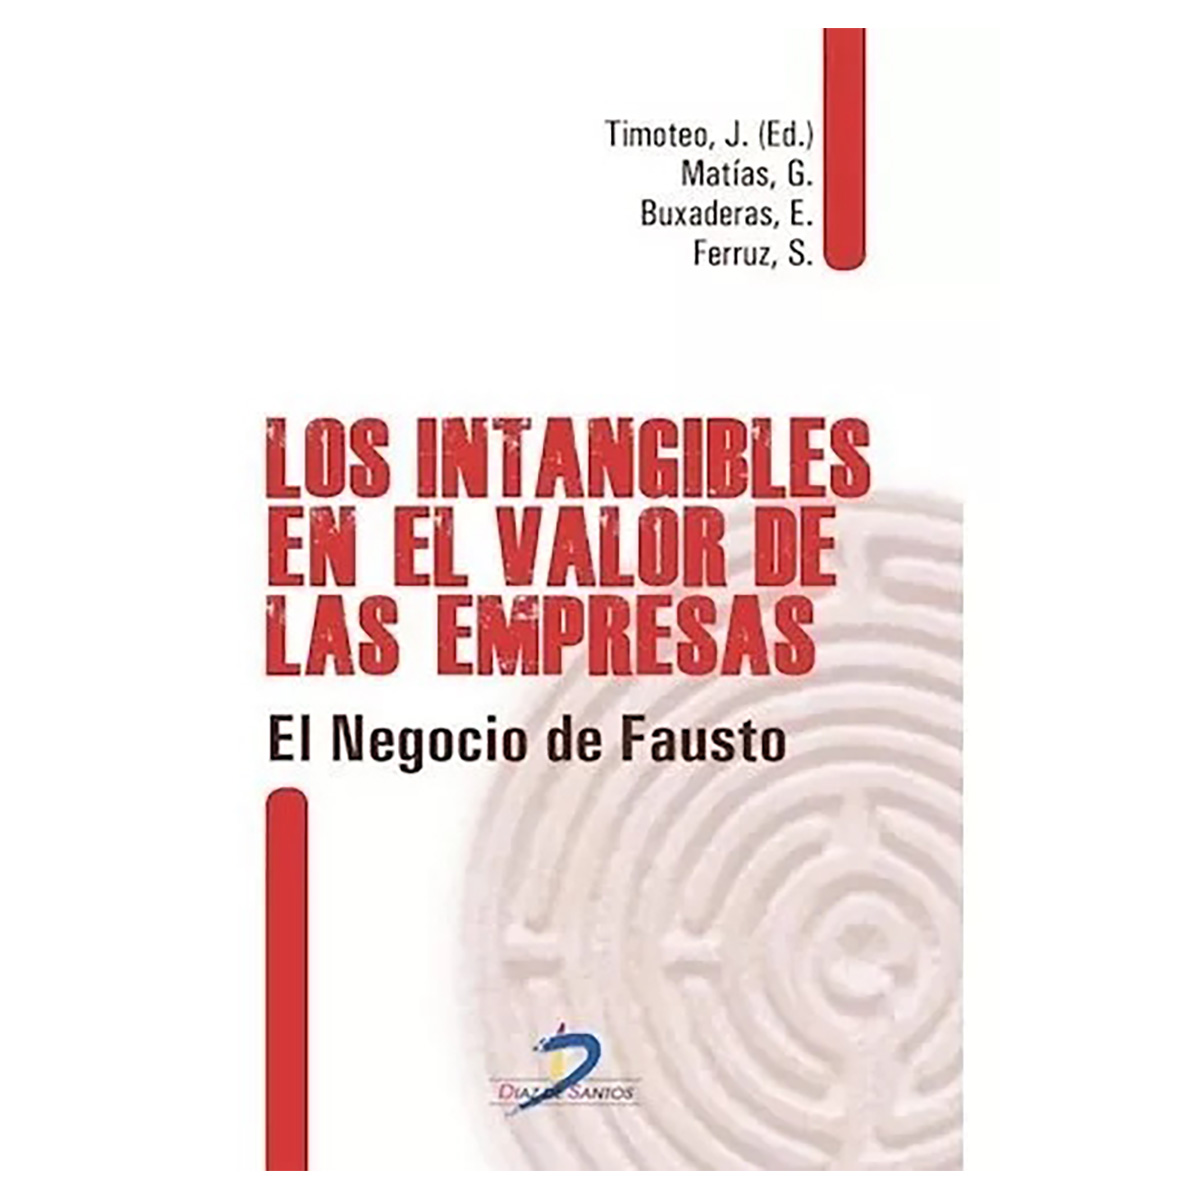 Timoteo, J. (Ed.)
Matías, G.
Buxaderas, E.
Ferruz, S.
LOS INTANGIBLES
EN EL VALOR DE
LAS EMPRESAS
El Negocio de Fausto
DIAZ DE SANTOS